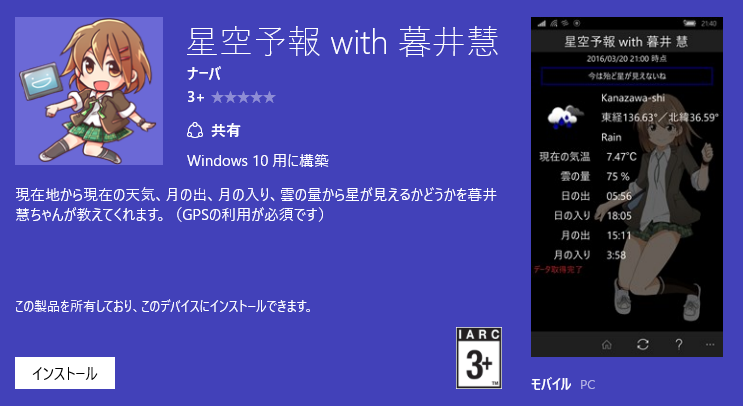 星空予報 with 暮井慧
ナーバ
3+ ★★★★★
共有
Windows 10 用に構築
現在地から現在の天気、月の出、月の入り、雲の量から星が見えるかどうかを暮井
慧ちゃんが教えてくれます。（GPSの利用が必須です）
この製品を所有しており、このデバイスにインストールできます。
インストール
IARC
3+
TM
21:40
星空予報 with 暮井 慧
2016/03/20 21:00 時点
今は殆ど星が見えないね
Kanazawa-shi
東経136.63°／北緯36.59°
Rain
現在の気温 7.47°C
雲の量 75 %
日の出 05:56
日の入り 18:05
月の出 15:11
月の入り 3:58
データ取得完了
?
...
モバイル PC